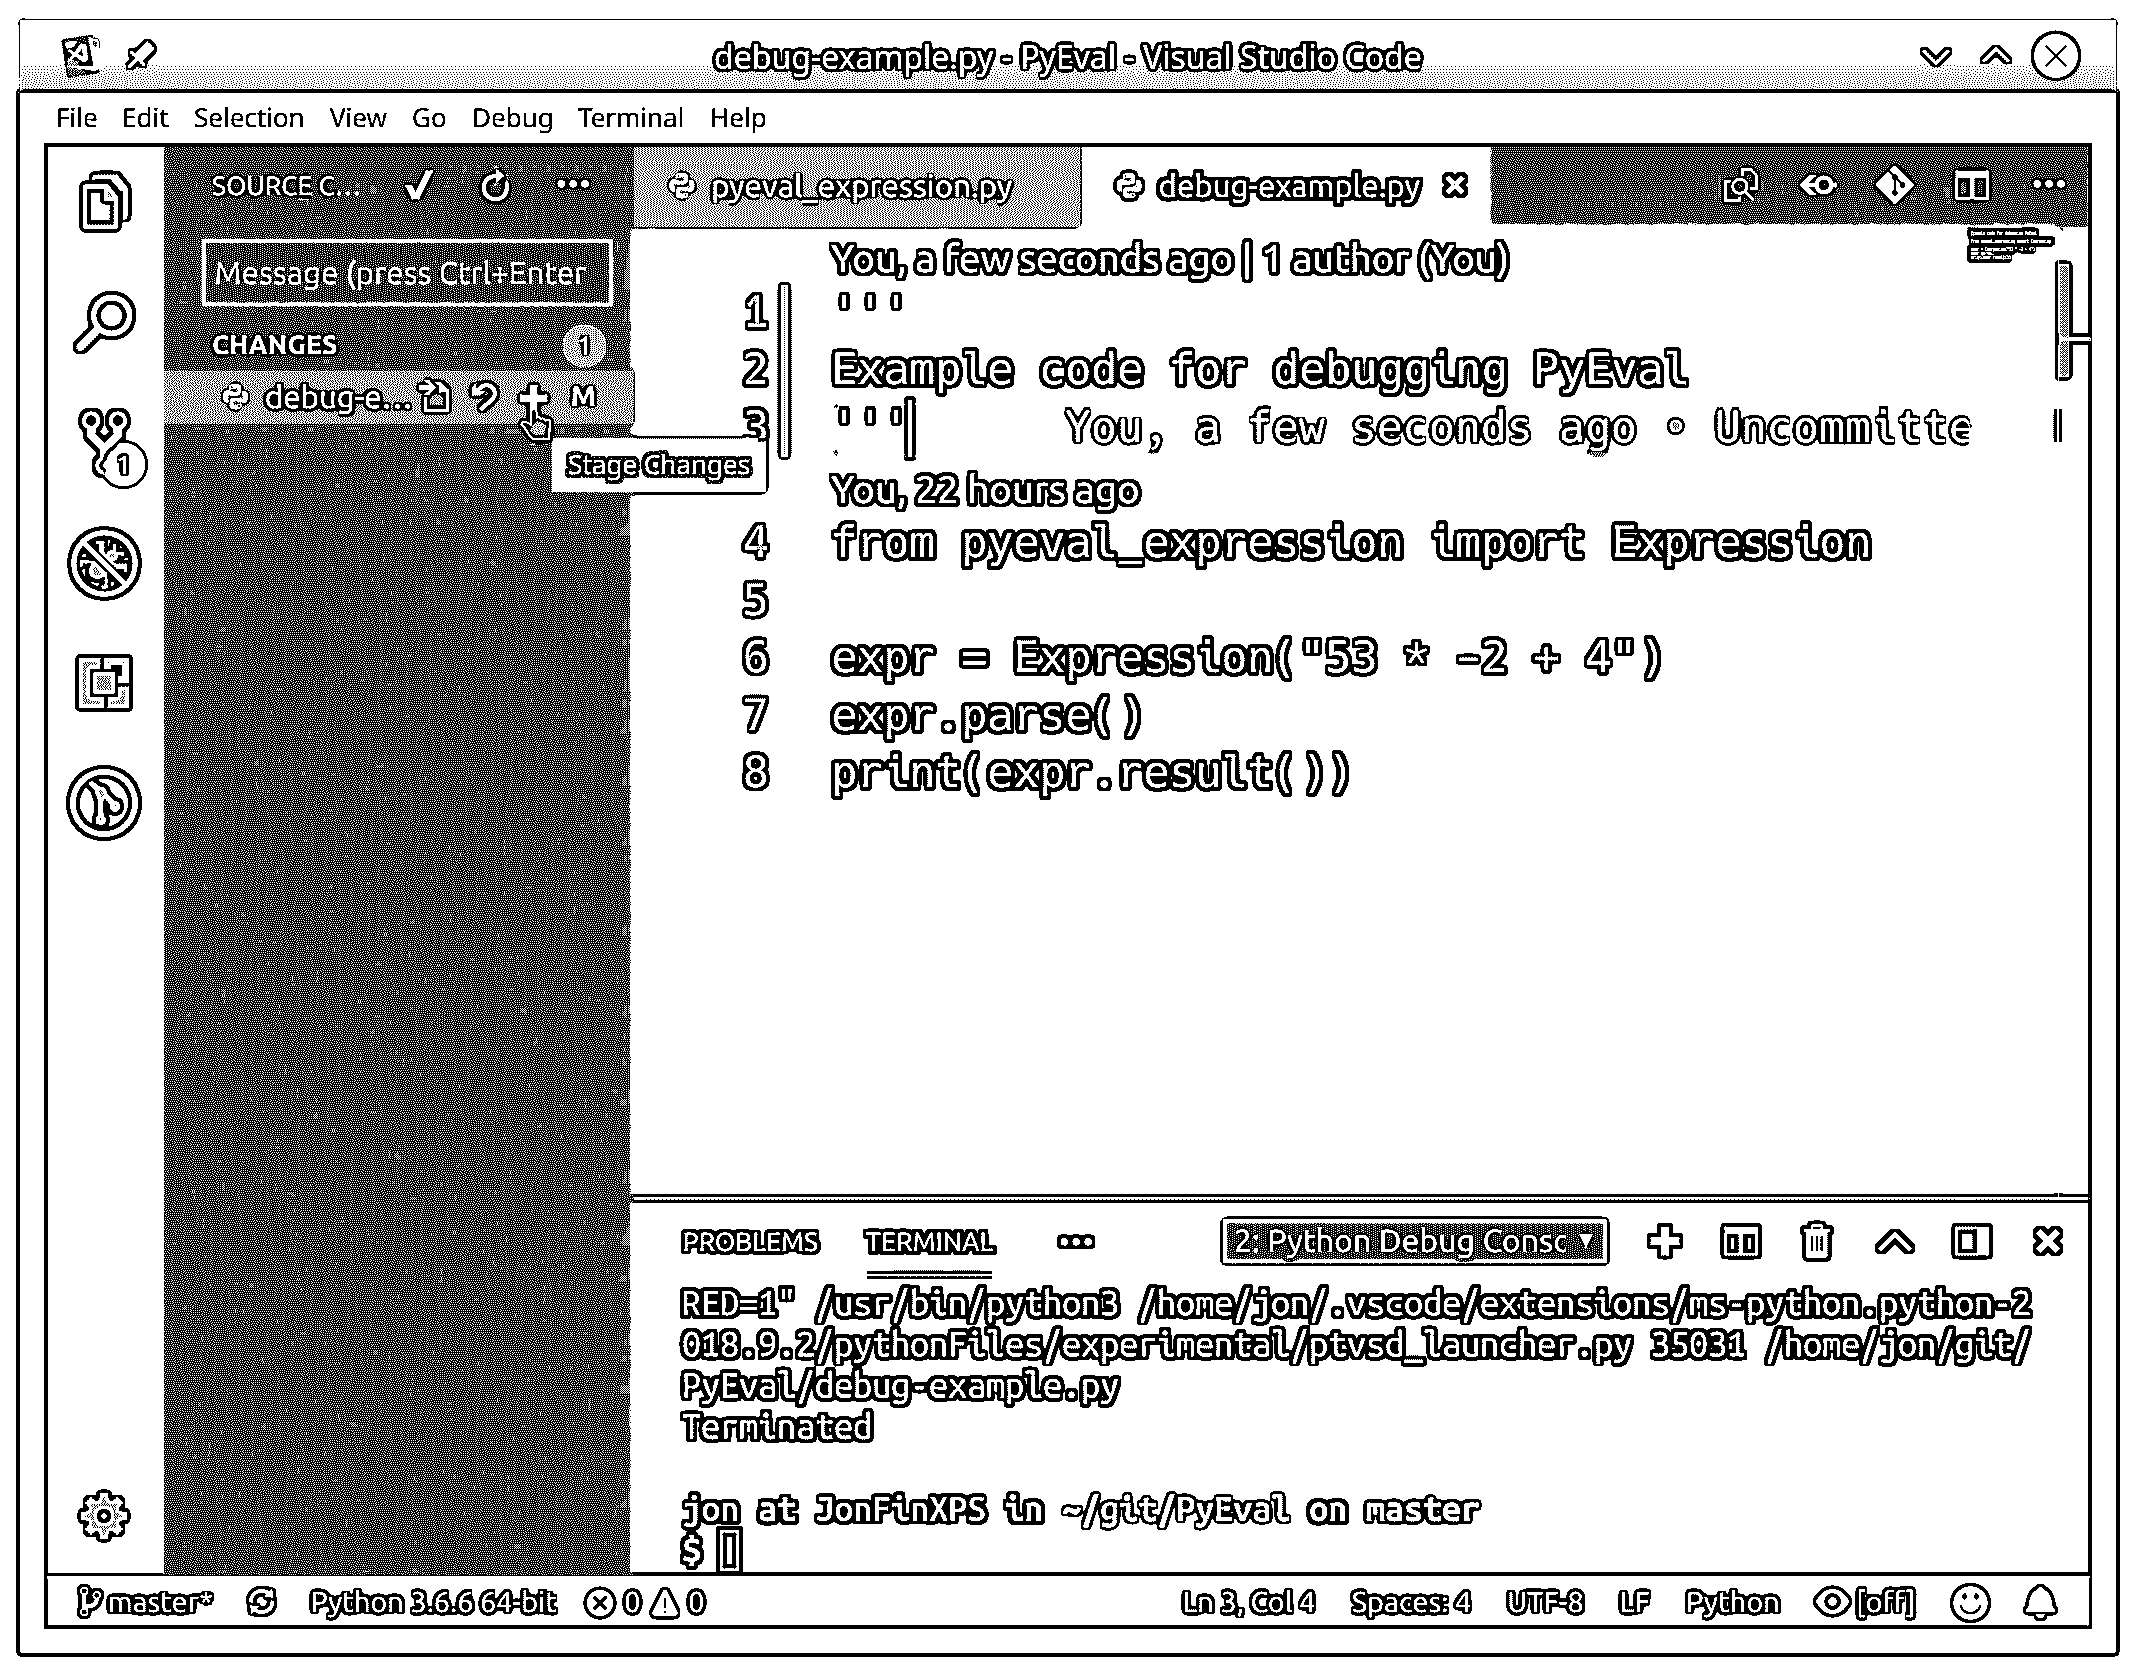 debug-example.py - PyEval - Visual Studio Code
File Edit Selection View Go Debug Terminal Help
SOURCE C...
pyeval_expression.py
debug-example.py
Message (press Ctrl+Enter
CHANGES 1
debug-e... M
1
Stage Changes
You, a few seconds ago | 1 author (You)
1 '''
2 Example code for debugging PyEval
3 ''' You, a few seconds ago • Uncommitte
You, 22 hours ago
4 from pyeval_expression import Expression
5
6 expr = Expression("53 * -2 + 4")
7 expr.parse()
8 print(expr.result())
PROBLEMS TERMINAL ... 2: Python Debug Consc
RED=1" /usr/bin/python3 /home/jon/.vscode/extensions/ms-python.python-2
018.9.2/pythonFiles/experimental/ptvsd_launcher.py 35031 /home/jon/git/
PyEval/debug-example.py
Terminated
jon at JonFinXPS in ~/git/PyEval on master
$
master* Python 3.6.6 64-bit 0 0 Ln 3, Col 4 Spaces: 4 UTF-8 LF Python [off]